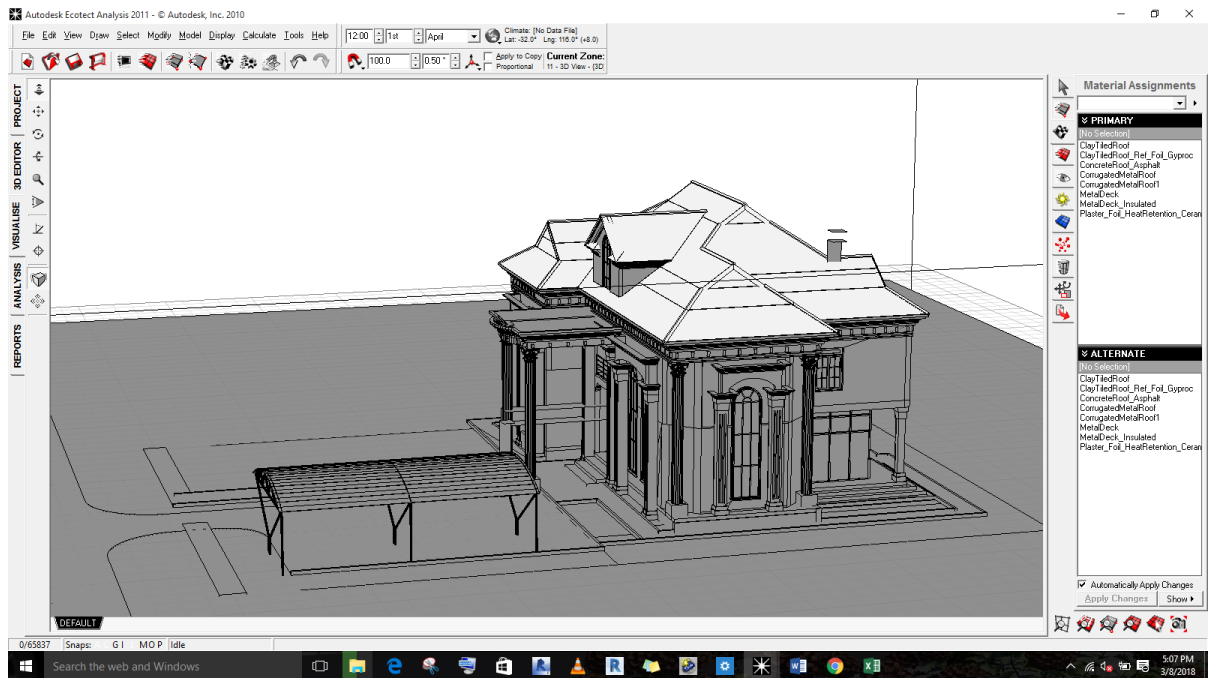 Autodesk Ecotect Analysis 2011 - © Autodesk, Inc. 2010
File Edit View Draw Select Modify Model Display Calculate Tools Help
12:00 1st April
Climate: [No Data File]
Lat: -32.0° Lng: 116.0° (+8.0)
100.0 0.50 °
Apply to Copy
Proportional
Current Zone:
11 - 3D View - (3D
PROJECT
3D EDITOR
VISUALISE
ANALYSIS
REPORTS
Material Assignments
PRIMARY
[No Selection]
ClayTiledRoof
ClayTiledRoof_Ref_Foil_Gyproc
ConcreteRoof_Asphalt
CorrugatedMetalRoof
CorrugatedMetalRoof1
MetalDeck
MetalDeck_Insulated
Plaster_Foil_HeatRetention_Ceran
ALTERNATE
[No Selection]
ClayTiledRoof
ClayTiledRoof_Ref_Foil_Gyproc
ConcreteRoof_Asphalt
CorrugatedMetalRoof
CorrugatedMetalRoof1
MetalDeck
MetalDeck_Insulated
Plaster_Foil_HeatRetention_Ceran
Automatically Apply Changes
Apply Changes Show
DEFAULT
0/65837 Snaps: G I M O P Idle
Search the web and Windows
5:07 PM
3/8/2018